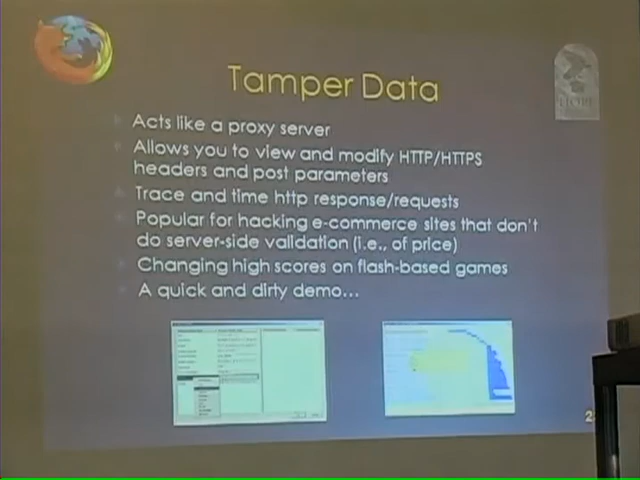 Tamper Data
HOPE
Acts like a proxy server
Allows you to view and modify HTTP/HTTPS
headers and post parameters
Trace and time http response/requests
Popular for hacking e-commerce sites that don't
do server-side validation (i.e., of price)
Changing high scores on flash-based games
A quick and dirty demo...